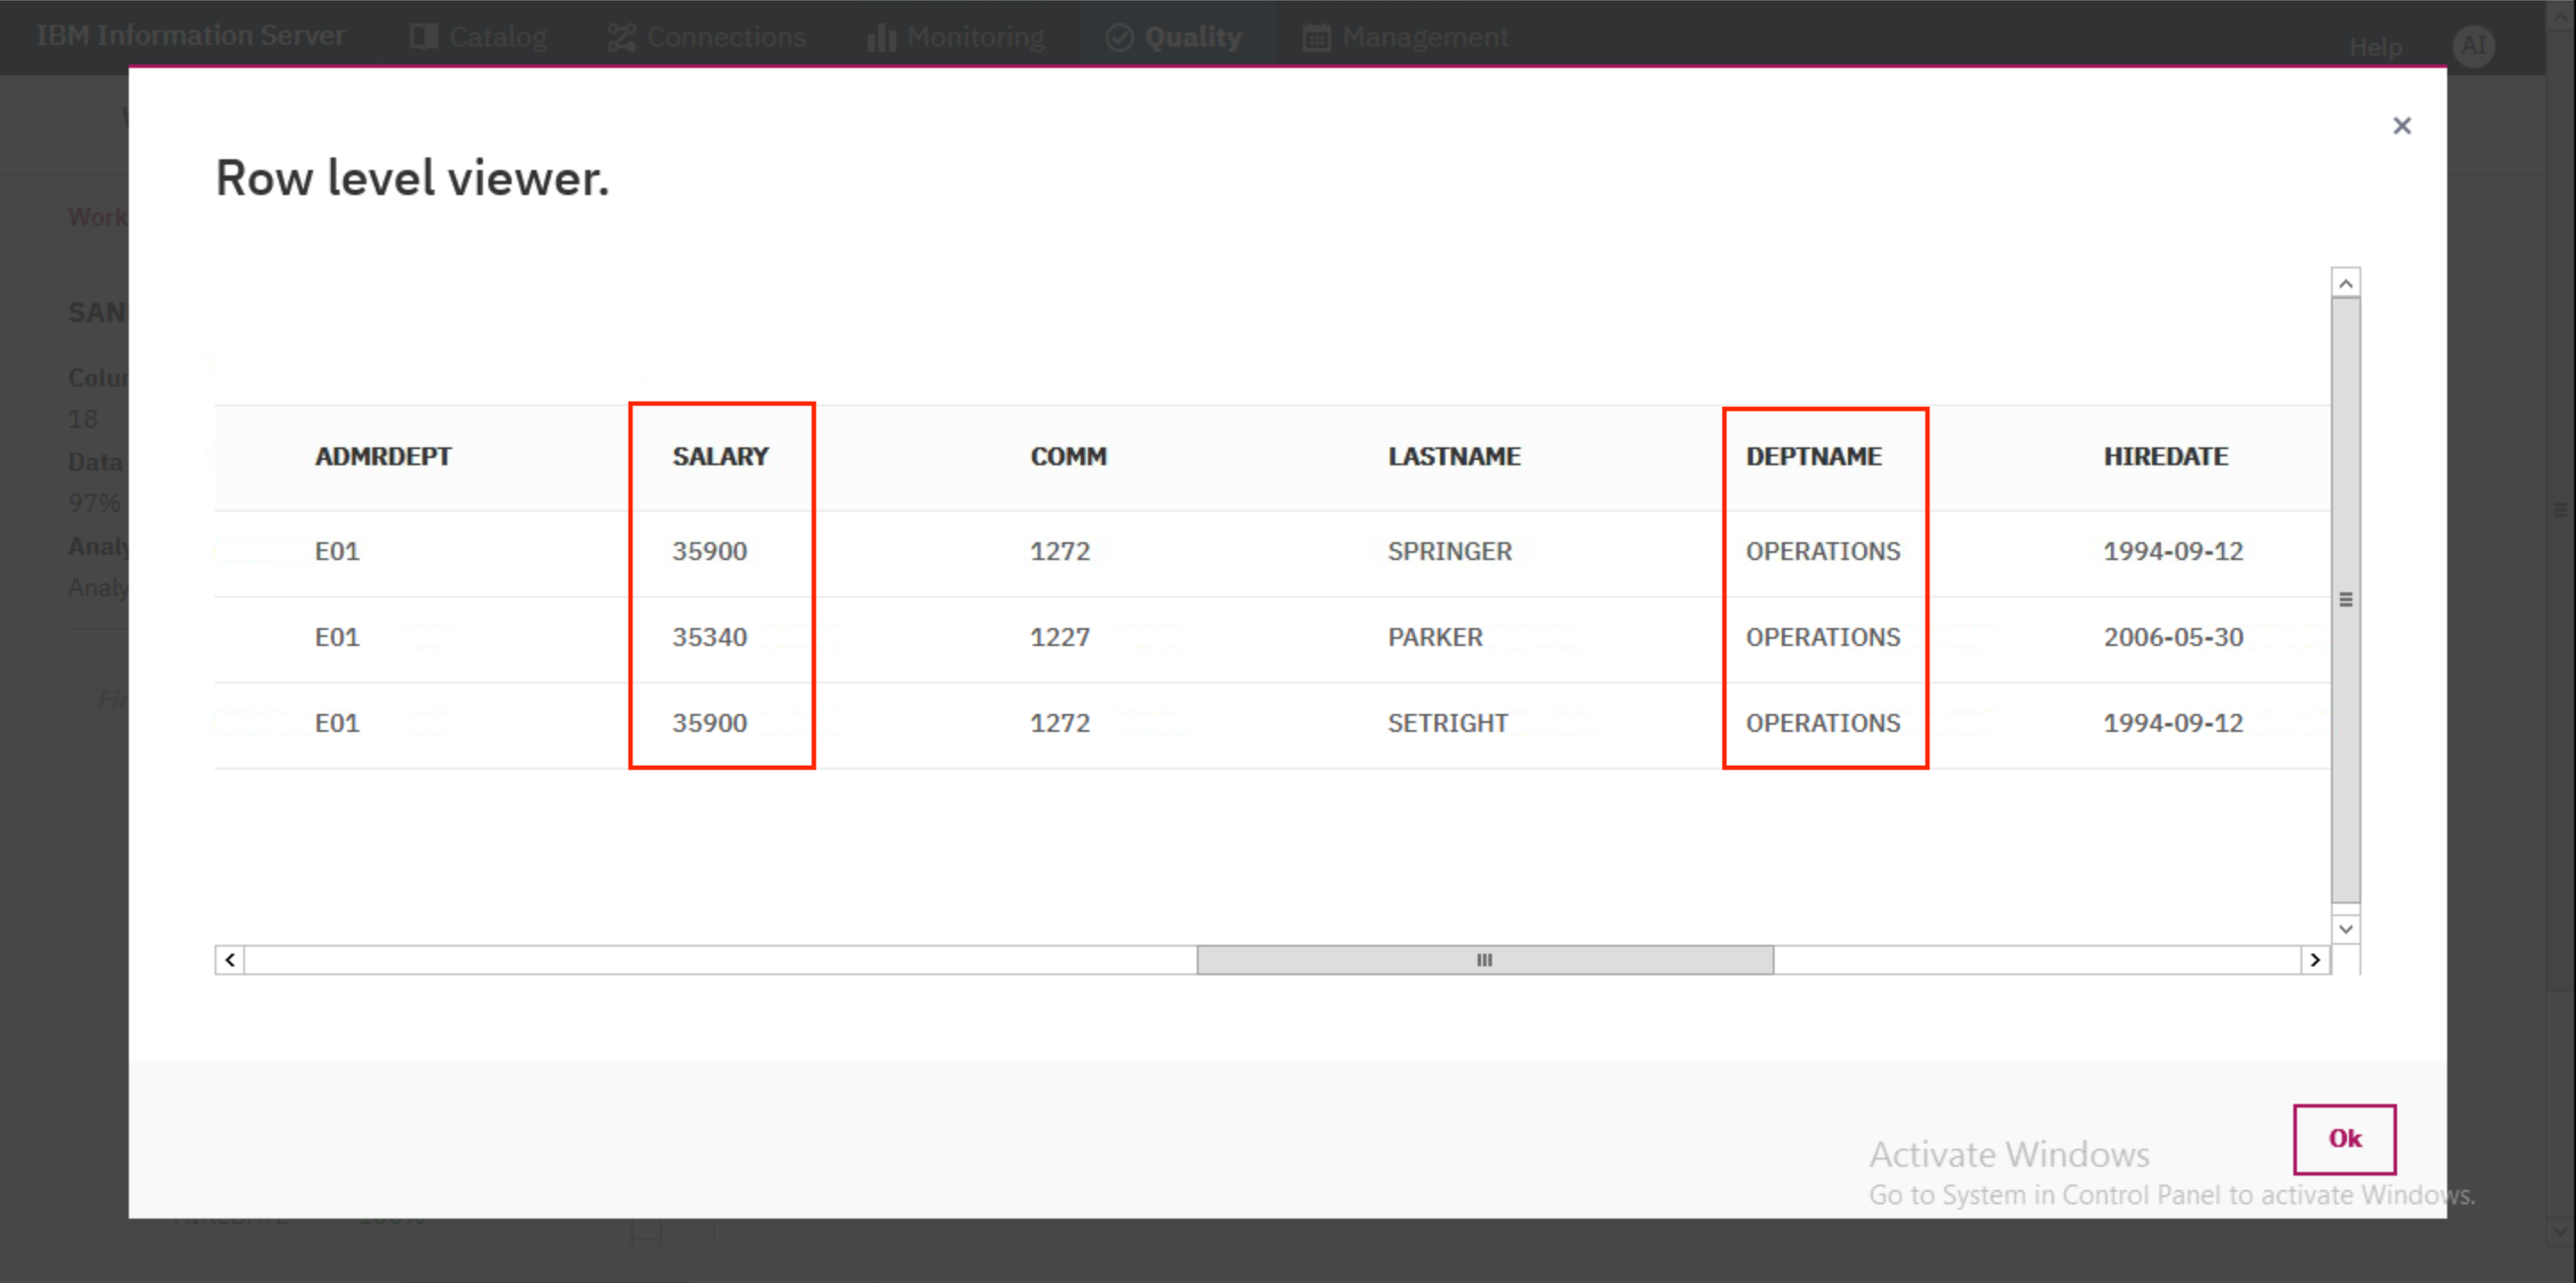 IBM Information Server Catalog Connections Monitoring Quality Management Help AI
Row level viewer.
Work
SAN
Colu
18
Data
97%
Analy
Analy
ADMRDEPT SALARY COMM LASTNAME DEPTNAME HIREDATE
E01 35900 1272 SPRINGER OPERATIONS 1994-09-12
E01 35340 1227 PARKER OPERATIONS 2006-05-30
E01 35900 1272 SETRIGHT OPERATIONS 1994-09-12
Ok
Activate Windows
Go to System in Control Panel to activate Windows.